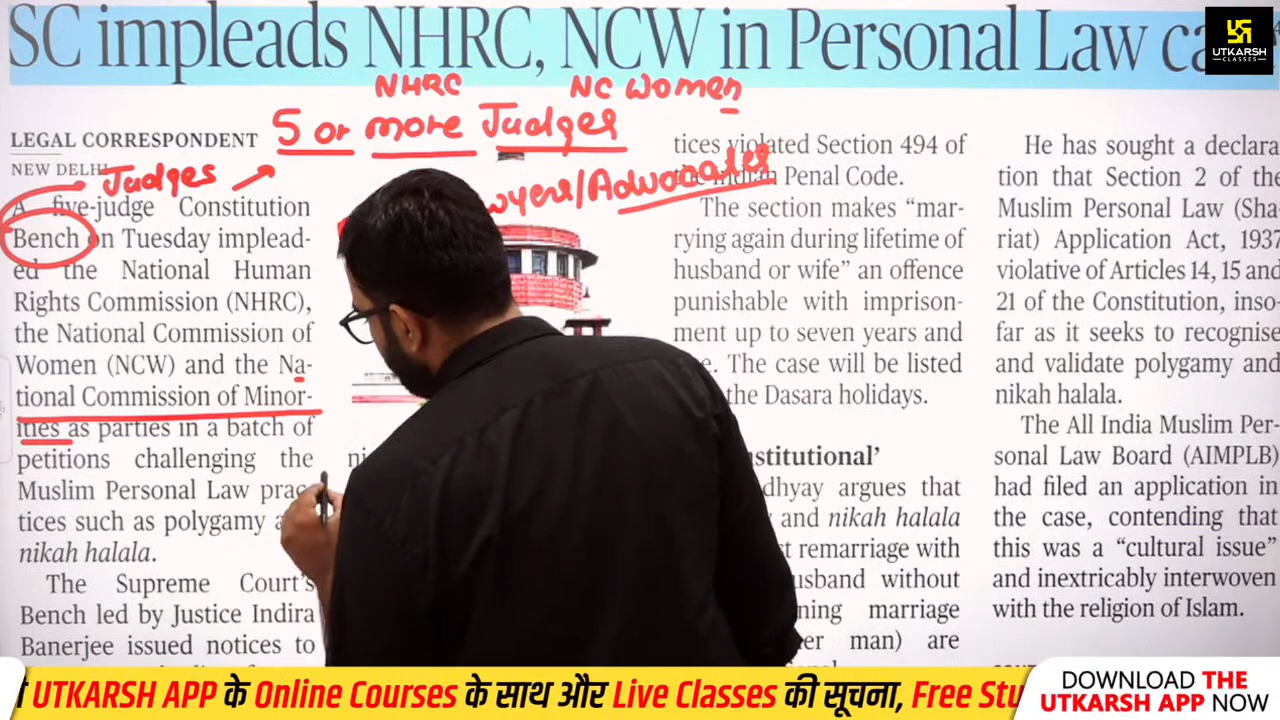 SC impleads NHRC, NCW in Personal Law
UTKARSH
CLASSES
NHRC NC Women
5 or more Judges
Judges
Advocates
LEGAL CORRESPONDENT
NEW DELHI
A five-judge Constitution
Bench on Tuesday implead-
ed the National Human
Rights Commission (NHRC),
the National Commission of
Women (NCW) and the Na-
tional Commission of Minor-
ities as parties in a batch of
petitions challenging the
Muslim Personal Law prac
tices such as polygamy
nikah halala.
The Supreme Court's
Bench led by Justice Indira
Banerjee issued notices to
tices violated Section 494 of
the Indian Penal Code.
The section makes “mar-
rying again during lifetime of
husband or wife” an offence
punishable with imprison-
ment up to seven years and
The case will be listed
the Dasara holidays.
argues that
and nikah halala
remarriage with
without
marriage
man) are
He has sought a declara
tion that Section 2 of the
Muslim Personal Law (Sha
riat) Application Act, 1937
violative of Articles 14, 15 and
21 of the Constitution, inso
far as it seeks to recognise
and validate polygamy and
nikah halala.
The All India Muslim Per-
sonal Law Board (AIMPLB)
had filed an application in
the case, contending that
this was a “cultural issue”
and inextricably interwoven
with the religion of Islam.
UTKARSH APP के Online Courses के साथ और Live Classes की सूचना, Free
DOWNLOAD THE
UTKARSH APP NOW